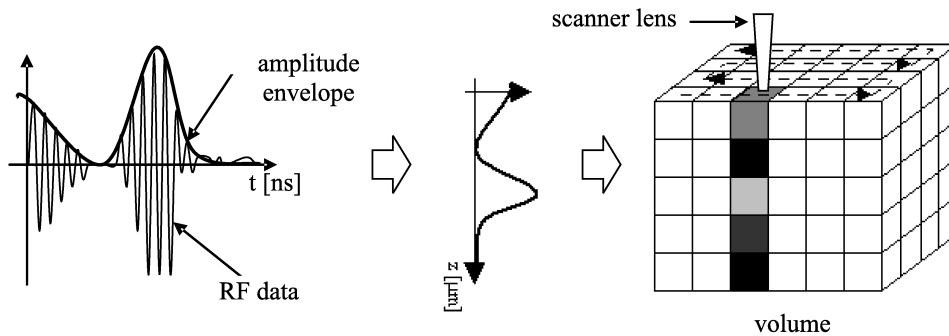 scanner lens
amplitude
envelope
t [ns]
RF data
z [μm]
volume